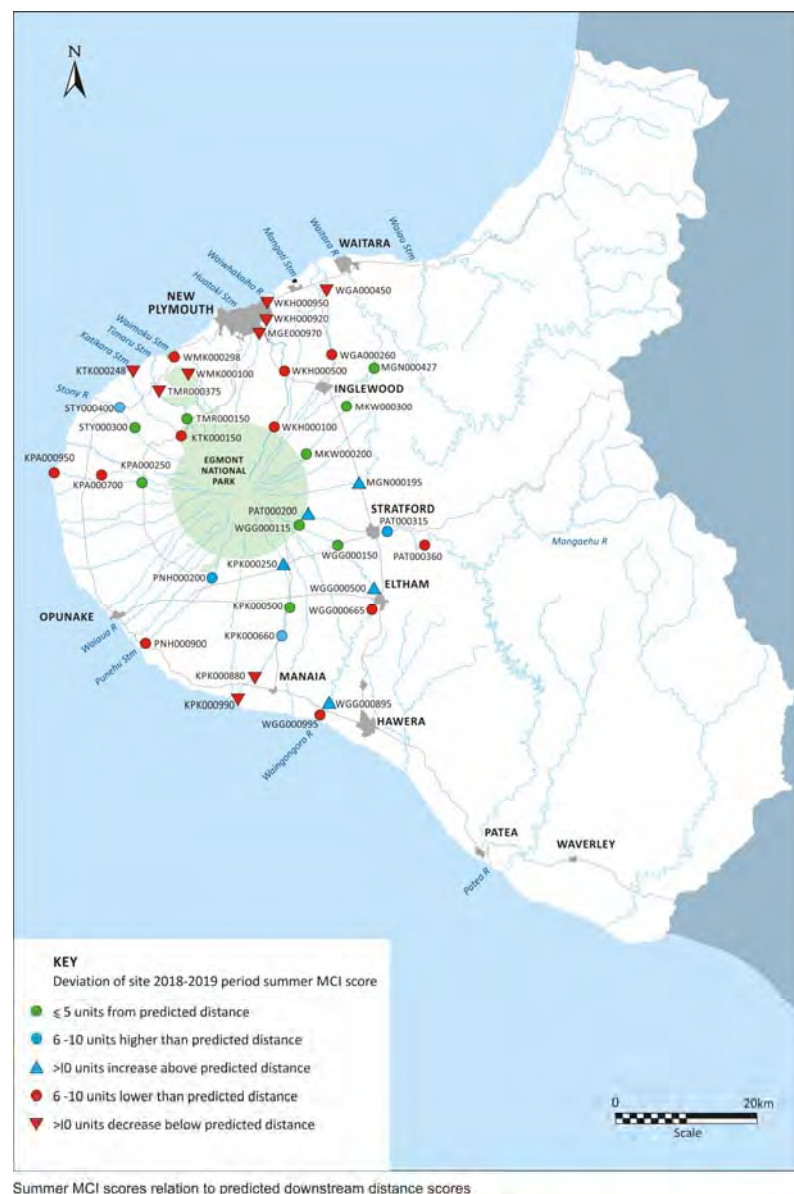 N
WAITARA
Waiau Stm
Waitara R
Mangati Stm
Waiwhakaiho R
Huatoki Stm
NEW
PLYMOUTH
WGA000450
WKH000950
WKH000920
MGE000970
Waimoku Stm
Timaru Stm
Katikara Stm
WMK000298
WGA000260
MGN000427
KTK000248
WMK000100
WKH000500
INGLEWOOD
TMR000375
Stony R
STY000400
MKW000300
TMR000150
STY000300
KTK000150
WKH000100
KPA000950
KPA000250
EGMONT
NATIONAL
PARK
MKW000200
KPA000700
MGN000195
PAT000200
STRATFORD
PAT000315
WGG000115
Mangaehu R
WGG000150
PAT000360
KPK000250
PNH000200
WGG000500
ELTHAM
KPK000500
WGG000665
OPUNAKE
Waiaua R
Punehu Stm
PNH000900
KPK000660
KPK000880
MANAIA
KPK000990
WGG000895
WGG000995
HAWERA
Waingongoro R
PATEA
WAVERLEY
Patea R
KEY
Deviation of site 2018-2019 period summer MCI score
⩽ 5 units from predicted distance
6 -10 units higher than predicted distance
>I0 units increase above predicted distance
6 -10 units lower than predicted distance
>I0 units decrease below predicted distance
0 20km
Scale
Summer MCI scores relation to predicted downstream distance scores